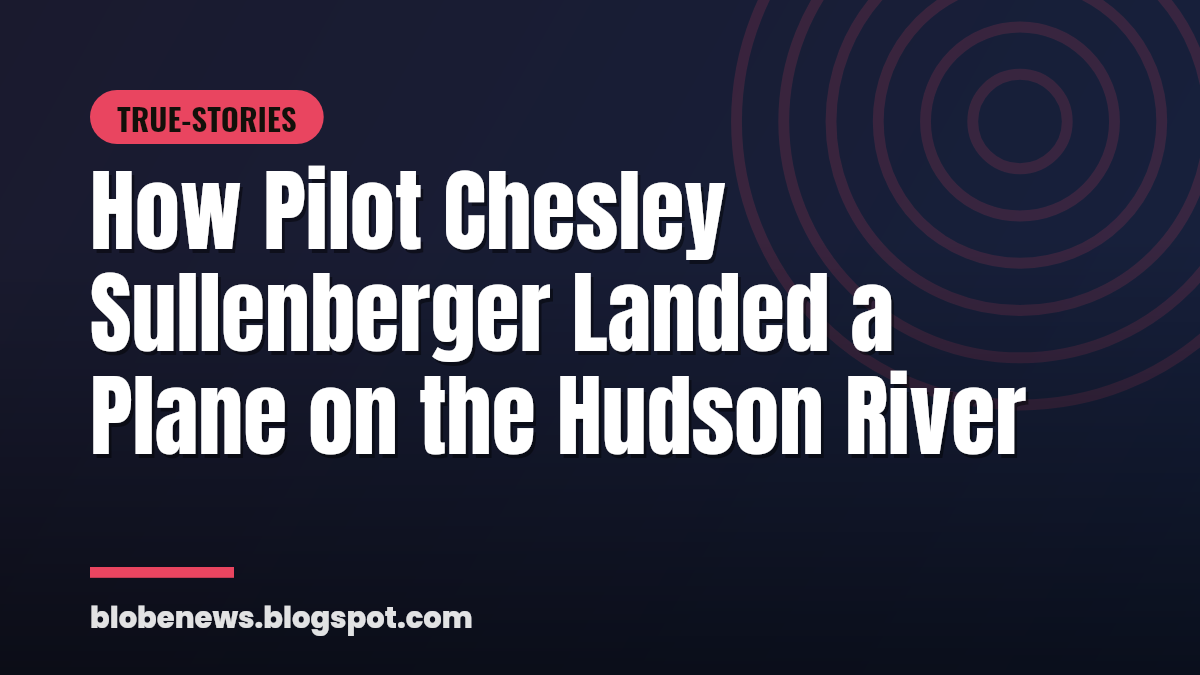 TRUE-STORIES
How Pilot Chesley
Sullenberger Landed a
Plane on the Hudson River
blobenews.blogspot.com